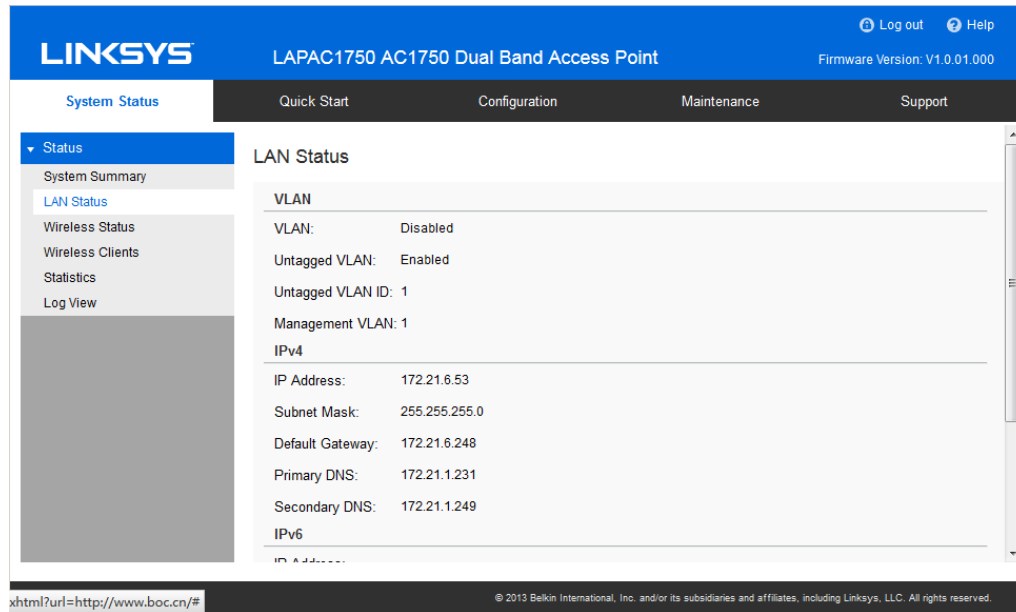 Log out Help
LINKSYS LAPAC1750 AC1750 Dual Band Access Point Firmware Version: V1.0.01.000
System Status Quick Start Configuration Maintenance Support
Status
System Summary
LAN Status
Wireless Status
Wireless Clients
Statistics
Log View
LAN Status
VLAN
VLAN: Disabled
Untagged VLAN: Enabled
Untagged VLAN ID: 1
Management VLAN: 1
IPv4
IP Address: 172.21.6.53
Subnet Mask: 255.255.255.0
Default Gateway: 172.21.6.248
Primary DNS: 172.21.1.231
Secondary DNS: 172.21.1.249
IPv6
IP Address:
xhtml?url=http://www.boc.cn/#
© 2013 Belkin International, Inc. and/or its subsidiaries and affiliates, including Linksys, LLC. All rights reserved.